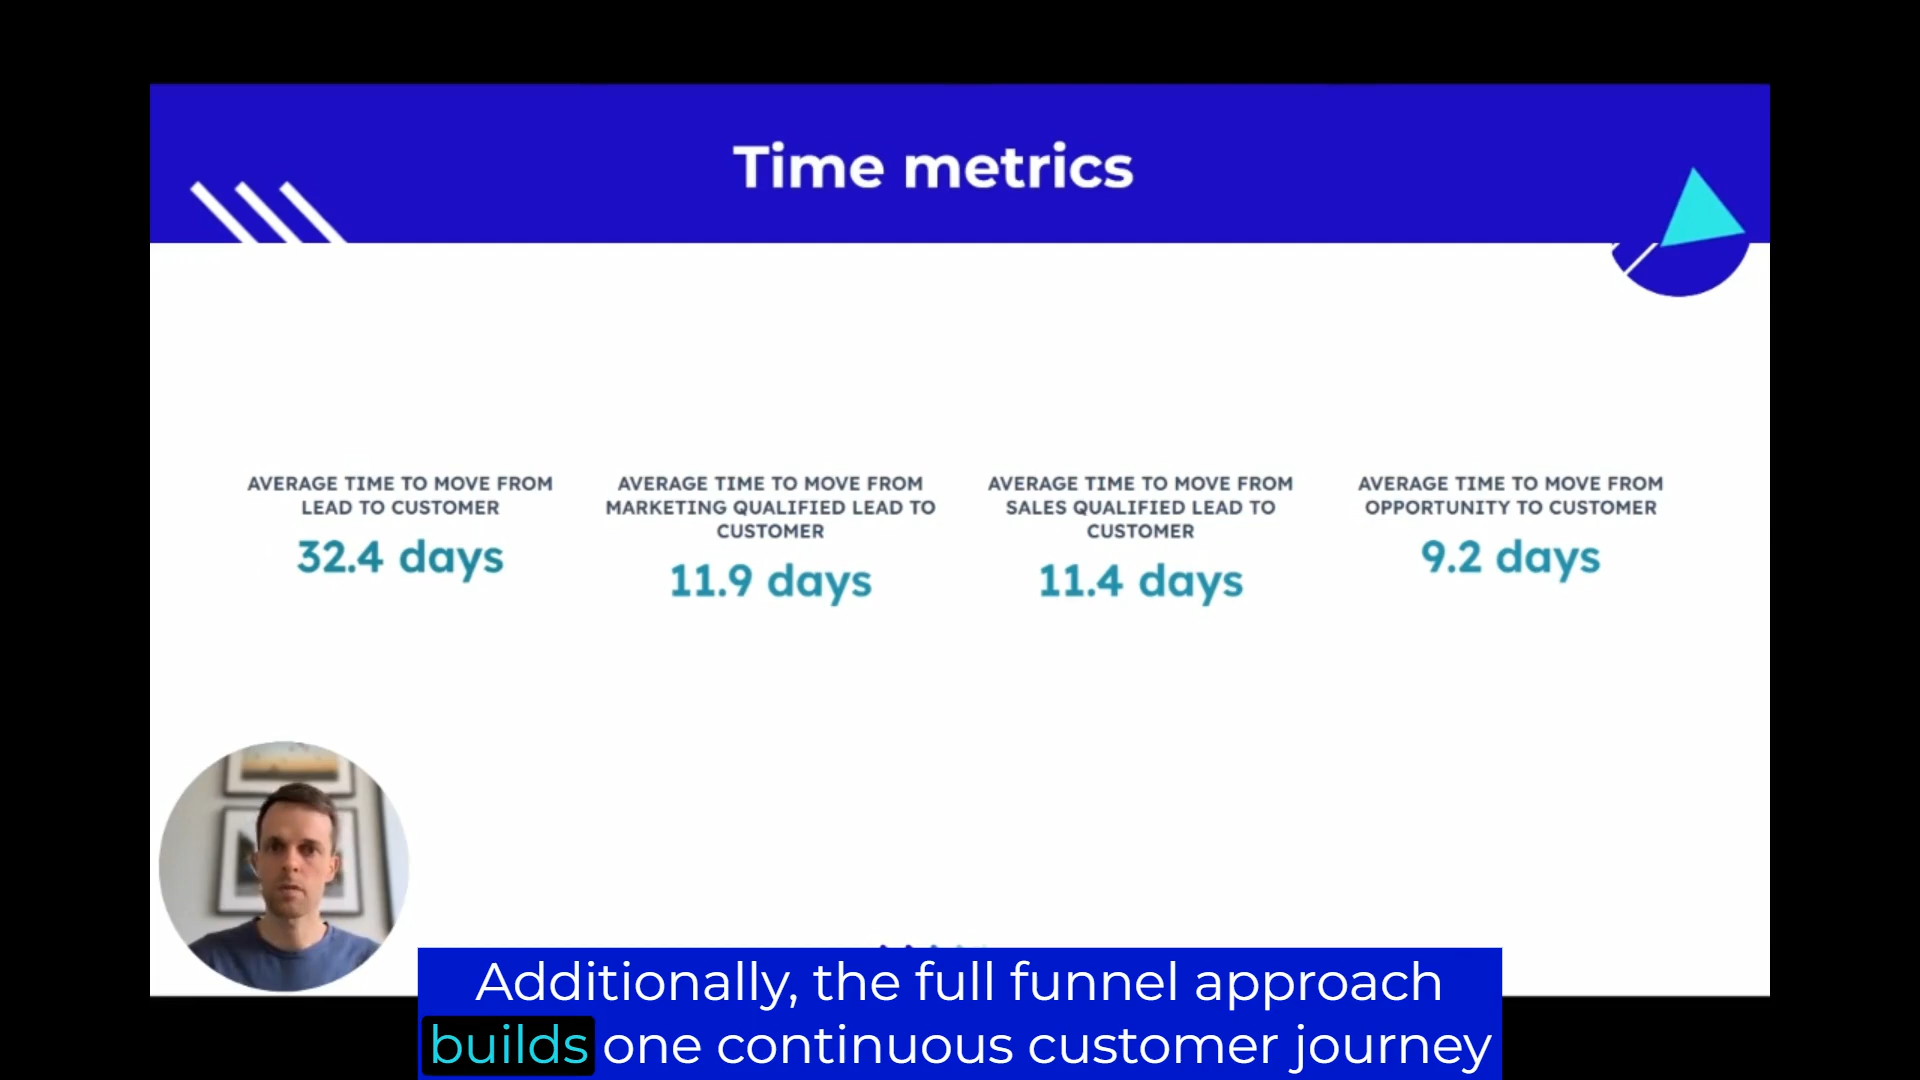 Time metrics
AVERAGE TIME TO MOVE FROM
LEAD TO CUSTOMER
32.4 days
AVERAGE TIME TO MOVE FROM
MARKETING QUALIFIED LEAD TO
CUSTOMER
11.9 days
AVERAGE TIME TO MOVE FROM
SALES QUALIFIED LEAD TO
CUSTOMER
11.4 days
AVERAGE TIME TO MOVE FROM
OPPORTUNITY TO CUSTOMER
9.2 days
Additionally, the full funnel approach
builds one continuous customer journey